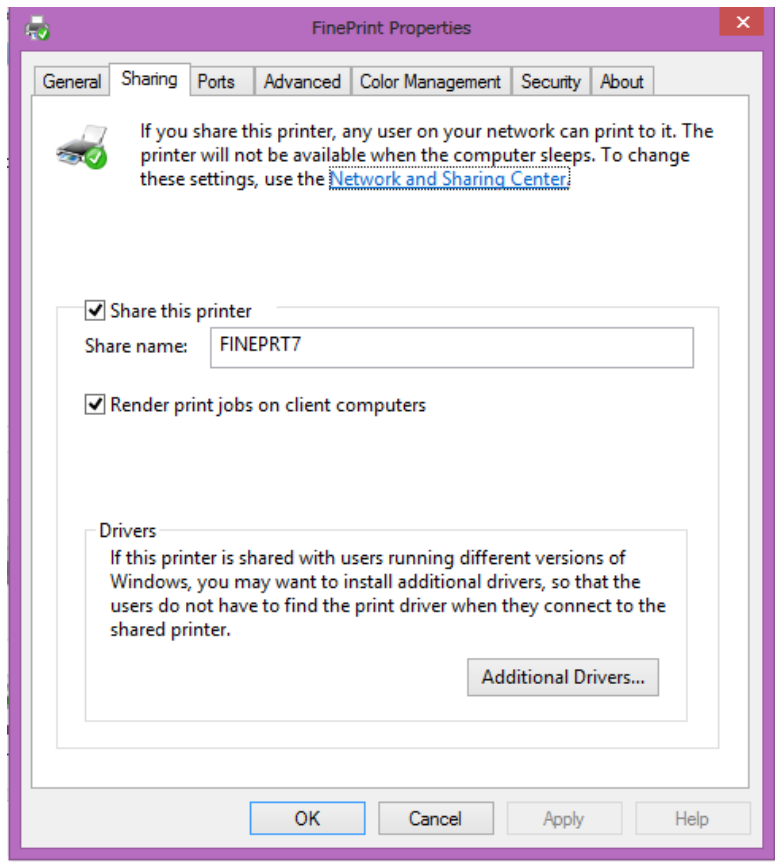 FinePrint Properties
General Sharing Ports Advanced Color Management Security About
If you share this printer, any user on your network can print to it. The
printer will not be available when the computer sleeps. To change
these settings, use the Network and Sharing Center.
Share this printer
Share name: FINEPRT7
Render print jobs on client computers
Drivers
If this printer is shared with users running different versions of
Windows, you may want to install additional drivers, so that the
users do not have to find the print driver when they connect to the
shared printer.
Additional Drivers...
OK Cancel Apply Help